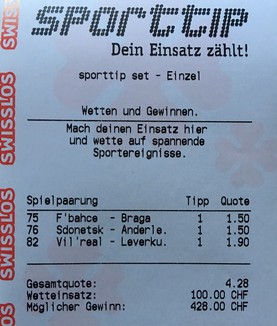 sporttip
Dein Einsatz zählt!
sporttip set - Einzel
Wetten und Gewinnen.
Mach deinen Einsatz hier
und wette auf spannende
Sportereignisse.
Spielpaarung Tipp Quote
75 F'bahce - Braga 1 1.50
76 Sdonetsk - Anderle. 1 1.50
82 Vil'real - Leverku. 1 1.90
Gesamtquote: 4.28
Wetteinsatz: 100.00 CHF
Möglicher Gewinn: 428.00 CHF
SWISSLOS
SWISSLOS
SWISSLOS